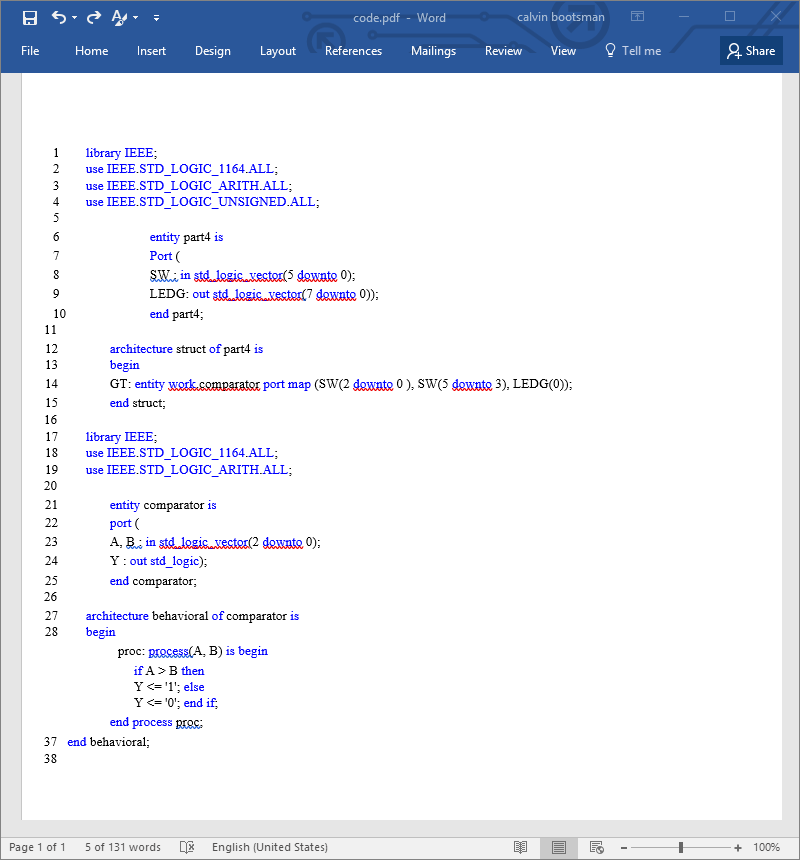 code.pdf - Word
calvin bootsman
File Home Insert Design Layout References Mailings Review View Tell me Share
1 library IEEE;
2 use IEEE.STD_LOGIC_1164.ALL;
3 use IEEE.STD_LOGIC_ARITH.ALL;
4 use IEEE.STD_LOGIC_UNSIGNED.ALL;
5
6 entity part4 is
7 Port (
8 SW : in std_logic_vector(5 downto 0);
9 LEDG: out std_logic_vector(7 downto 0));
10 end part4;
11
12 architecture struct of part4 is
13 begin
14 GT: entity work.comparator port map (SW(2 downto 0 ), SW(5 downto 3), LEDG(0));
15 end struct;
16
17 library IEEE;
18 use IEEE.STD_LOGIC_1164.ALL;
19 use IEEE.STD_LOGIC_ARITH.ALL;
20
21 entity comparator is
22 port (
23 A, B : in std_logic_vector(2 downto 0);
24 Y : out std_logic);
25 end comparator;
26
27 architecture behavioral of comparator is
28 begin
proc: process(A, B) is begin
if A > B then
Y <= '1'; else
Y <= '0'; end if;
end process proc;
37 end behavioral;
38
Page 1 of 1 5 of 131 words English (United States) 100%